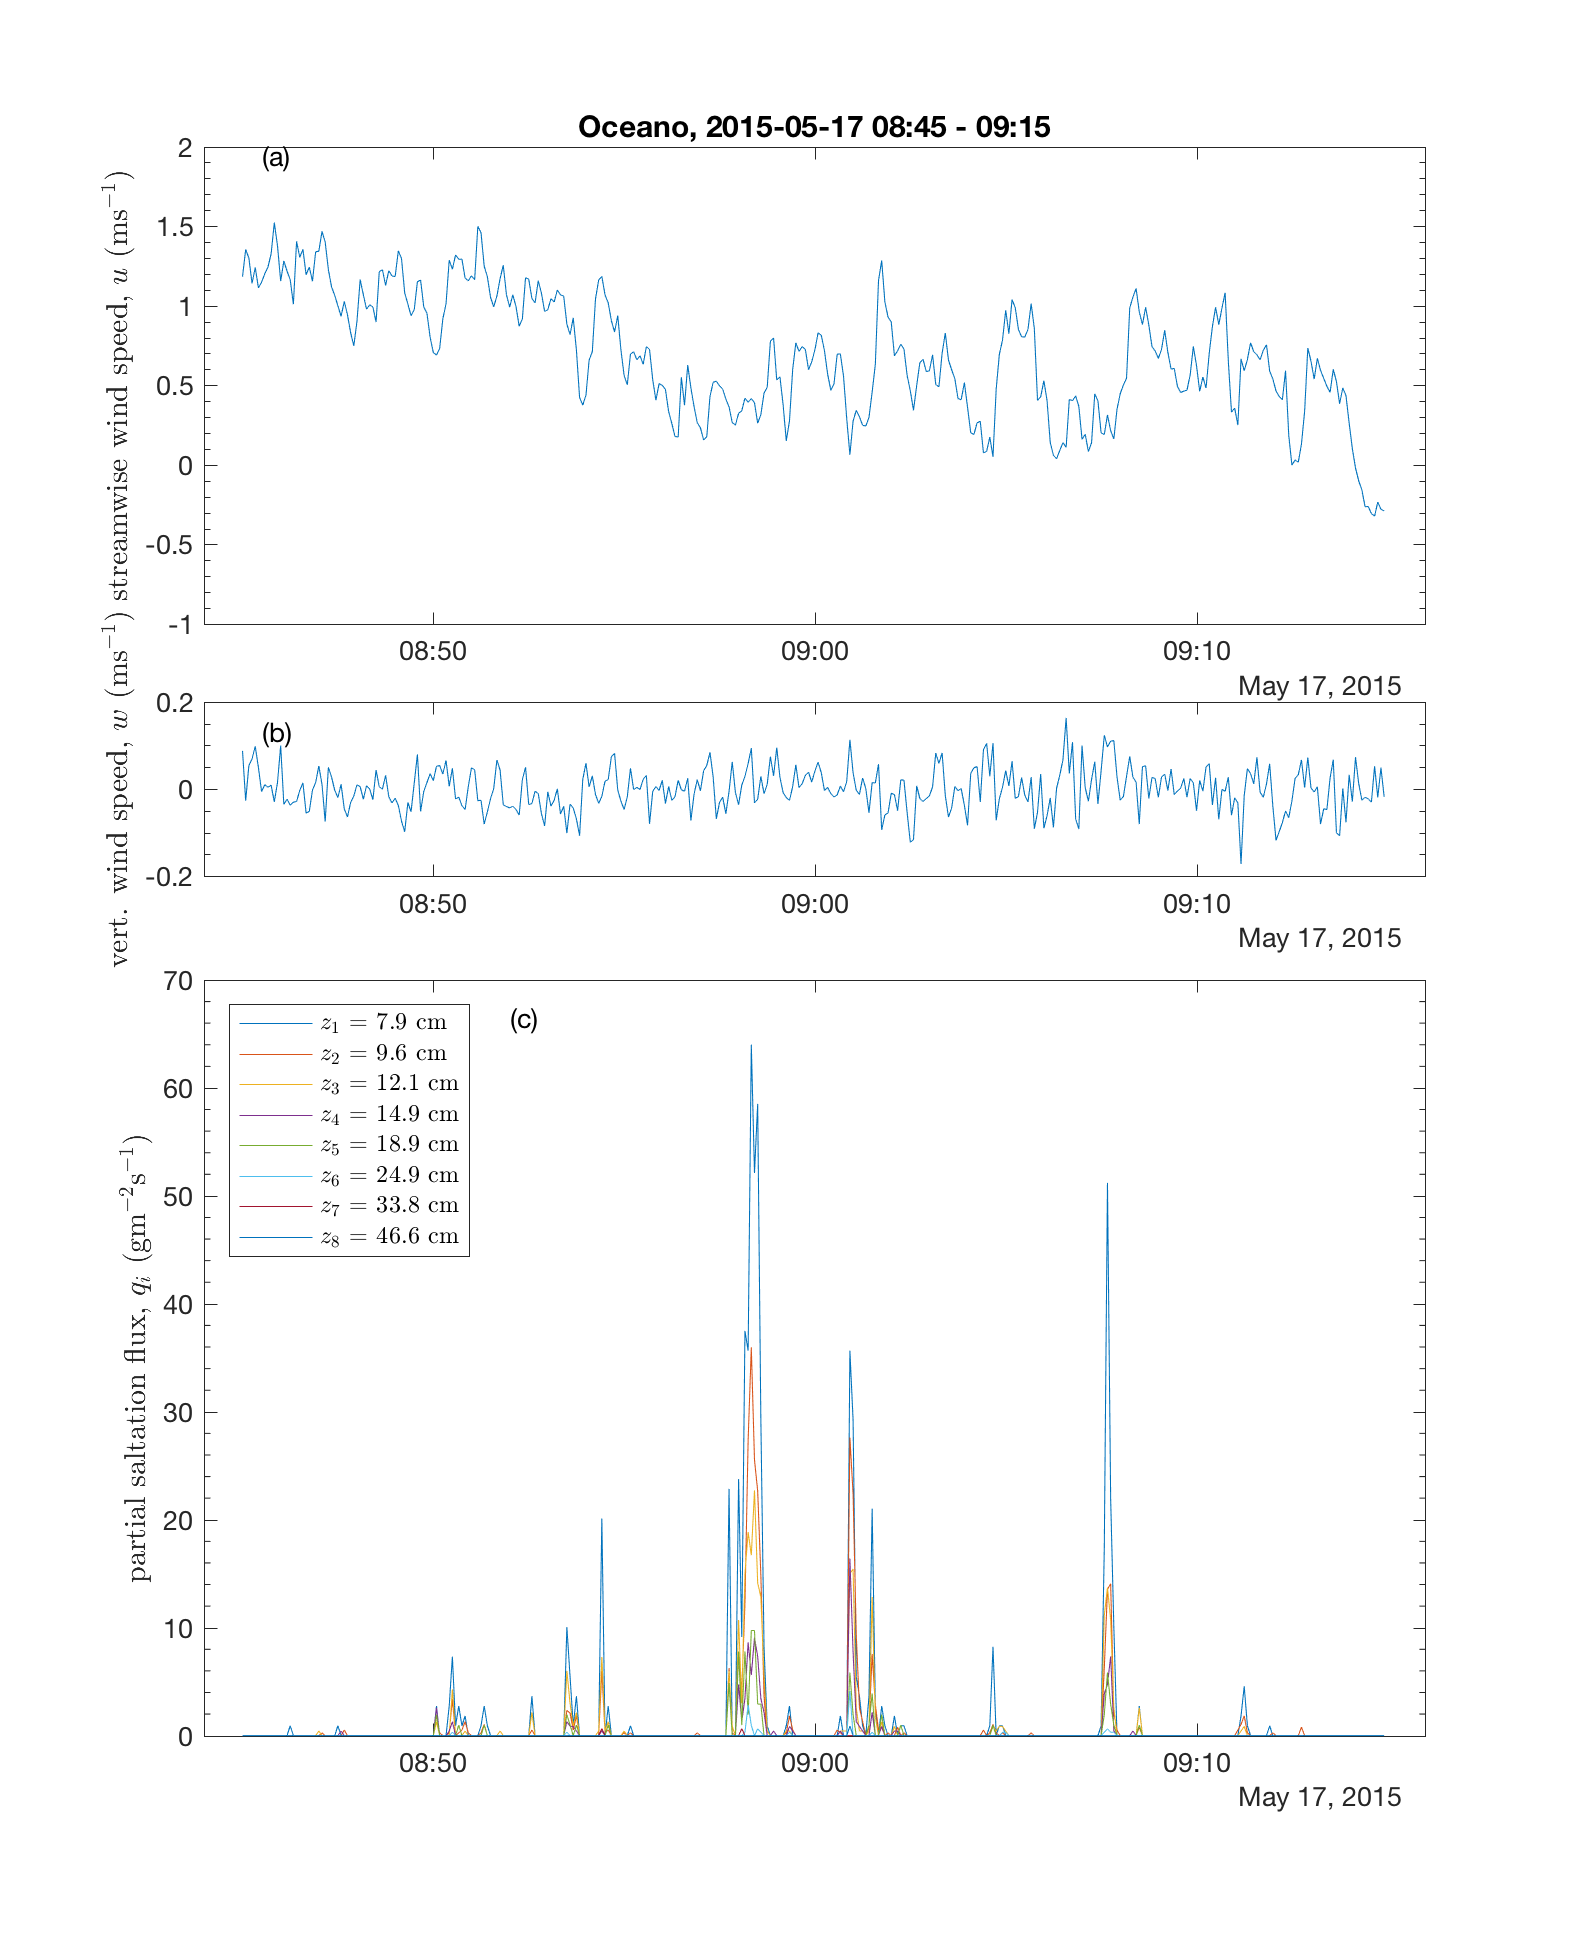 Oceano, 2015-05-17 08:45 - 09:15
(a)
streamwise wind speed, u (ms⁻¹)
2
1.5
1
0.5
0
-0.5
-1
08:50 09:00 09:10
May 17, 2015
(b)
vert. wind speed, w (ms⁻¹)
0.2
0
-0.2
08:50 09:00 09:10
May 17, 2015
(c)
partial saltation flux, qᵢ (gm⁻²s⁻¹)
70
60
50
40
30
20
10
0
z₁ = 7.9 cm
z₂ = 9.6 cm
z₃ = 12.1 cm
z₄ = 14.9 cm
z₅ = 18.9 cm
z₆ = 24.9 cm
z₇ = 33.8 cm
z₈ = 46.6 cm
08:50 09:00 09:10
May 17, 2015